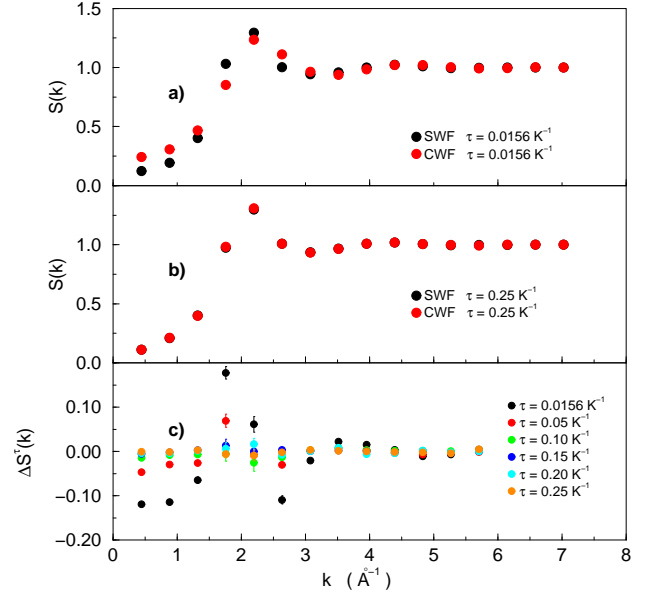 1.5
1.0
S(k)
a)
0.5
SWF τ = 0.0156 K⁻¹
CWF τ = 0.0156 K⁻¹
0.0
1.0
S(k)
b)
0.5
SWF τ = 0.25 K⁻¹
CWF τ = 0.25 K⁻¹
0.0
c)
τ = 0.0156 K⁻¹
0.10
τ = 0.05 K⁻¹
τ = 0.10 K⁻¹
ΔSᵗ(k)
0.00
τ = 0.15 K⁻¹
τ = 0.20 K⁻¹
−0.10
τ = 0.25 K⁻¹
−0.20
0 1 2 3 4 5 6 7 8
k (Å⁻¹)